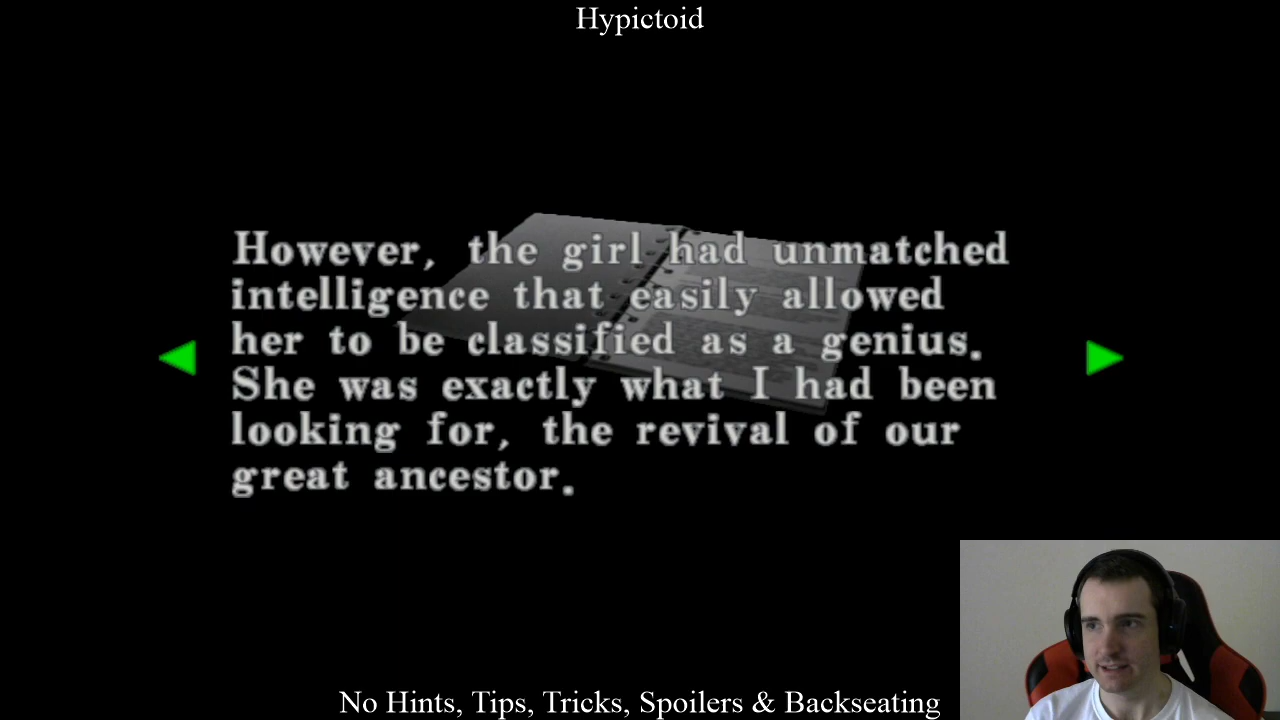 Hypictoid
However, the girl had unmatched
intelligence that easily allowed
her to be classified as a genius.
She was exactly what I had been
looking for, the revival of our
great ancestor.
No Hints, Tips, Tricks, Spoilers & Backseating